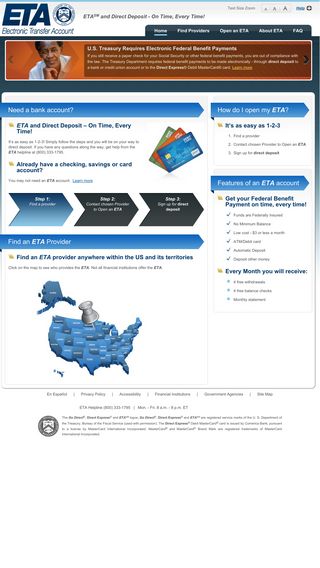 Text Size Zoom
Help
ETA
Electronic Transfer Account
ETA℠ and Direct Deposit - On Time, Every Time!
Home
Find Providers
Open an ETA
About ETA
FAQ
U.S. Treasury Requires Electronic Federal Benefit Payments
If you still receive a paper check for your Social Security or other federal benefit payments, you are out of compliance with
the law. The Treasury Department requires federal benefit payments to be made electronically - through direct deposit to
a bank or credit union account or to the Direct Express® Debit MasterCard® card. Learn more
Need a bank account?
ETA and Direct Deposit – On Time, Every
Time!
It's as easy as 1-2-3! Simply follow the steps and you will be on your way to
direct deposit. If you have any questions along the way, get help from the
ETA helpline at (800) 333-1795.
Already have a checking, savings or card
account?
You may not need an ETA account. Learn more
Step 1:
Find a provider
Step 2:
Contact chosen Provider
to Open an ETA
Step 3:
Sign up for direct
deposit
Find an ETA Provider
Find an ETA provider anywhere within the US and its territories
Click on the map to see who provides the ETA. Not all financial institutions offer the ETA.
How do I open my ETA?
It's as easy as 1-2-3
1. Find a provider
2. Contact chosen Provider to Open an ETA
3. Sign up for direct deposit
Features of an ETA account
Get your Federal Benefit
Payment on time, every time!
Funds are Federally Insured
No Minimum Balance
Low cost - $3 or less a month
ATM/Debit card
Automatic Deposit
Deposit other money
Every Month you will receive:
4 free withdrawals
4 free balance checks
Monthly statement
En Español | Privacy Policy | Accessibility | Financial Institutions | Government Agencies | Site Map
ETA Helpline (800) 333-1795 | Mon. - Fri. 8 a.m. - 8 p.m. ET
The Go Direct®, Direct Express® and ETA℠ logos, Go Direct®, Direct Express® and ETA℠ are registered service marks of the U. S. Department of
the Treasury, Bureau of the Fiscal Service (used with permission). The Direct Express® Debit MasterCard® card is issued by Comerica Bank, pursuant
to a license by MasterCard International Incorporated. MasterCard® and MasterCard® Brand Mark are registered trademarks of MasterCard
International Incorporated.